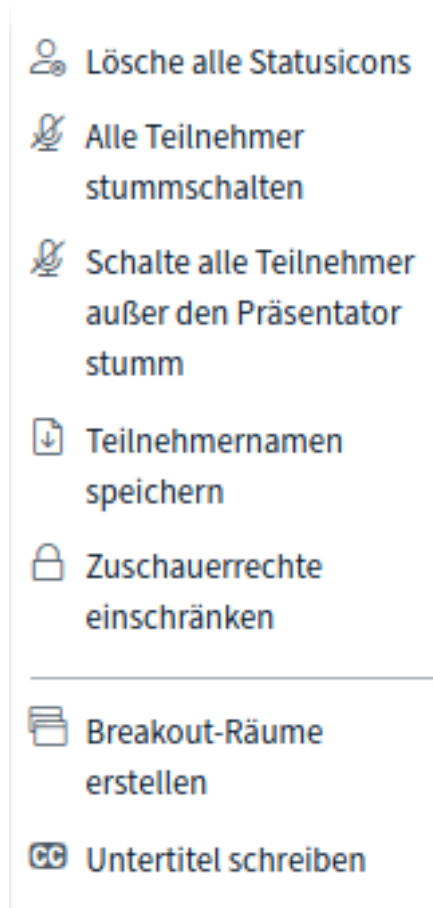 Lösche alle Statusicons
Alle Teilnehmer
stummschalten
Schalte alle Teilnehmer
außer den Präsentator
stumm
Teilnehmernamen
speichern
Zuschauerrechte
einschränken
Breakout-Räume
erstellen
CC Untertitel schreiben